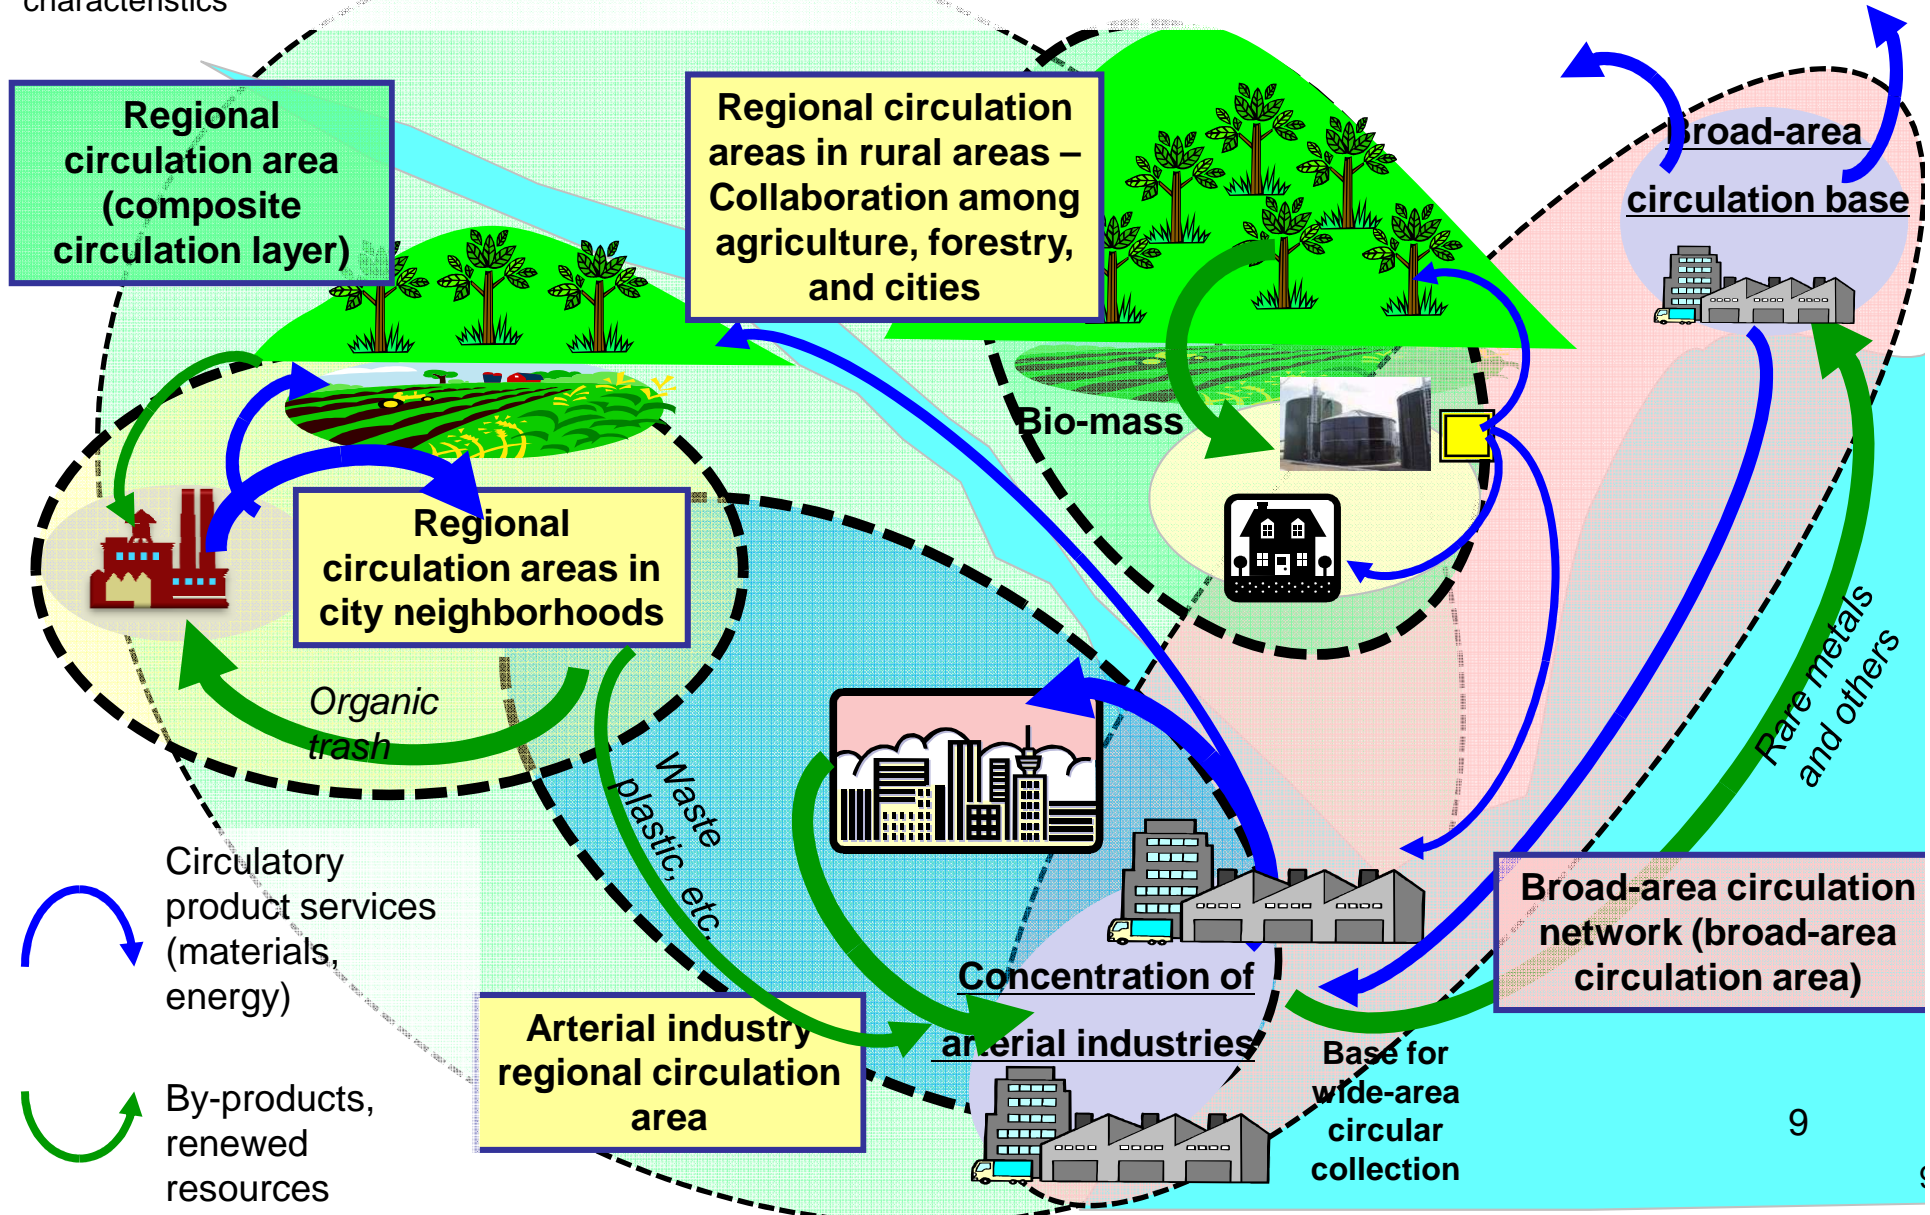 characteristics
Regional
circulation area
(composite
circulation layer)
Regional circulation
areas in rural areas –
Collaboration among
agriculture, forestry,
and cities
Broad-area
circulation base
Bio-mass
Regional
circulation areas in
city neighborhoods
Organic
trash
Waste
plastic, etc.
Rare metals
and others
Circulatory
product services
(materials,
energy)
By-products,
renewed
resources
Arterial industry
regional circulation
area
Concentration of
arterial industries
Base for
wide-area
circular
collection
Broad-area circulation
network (broad-area
circulation area)
9
9